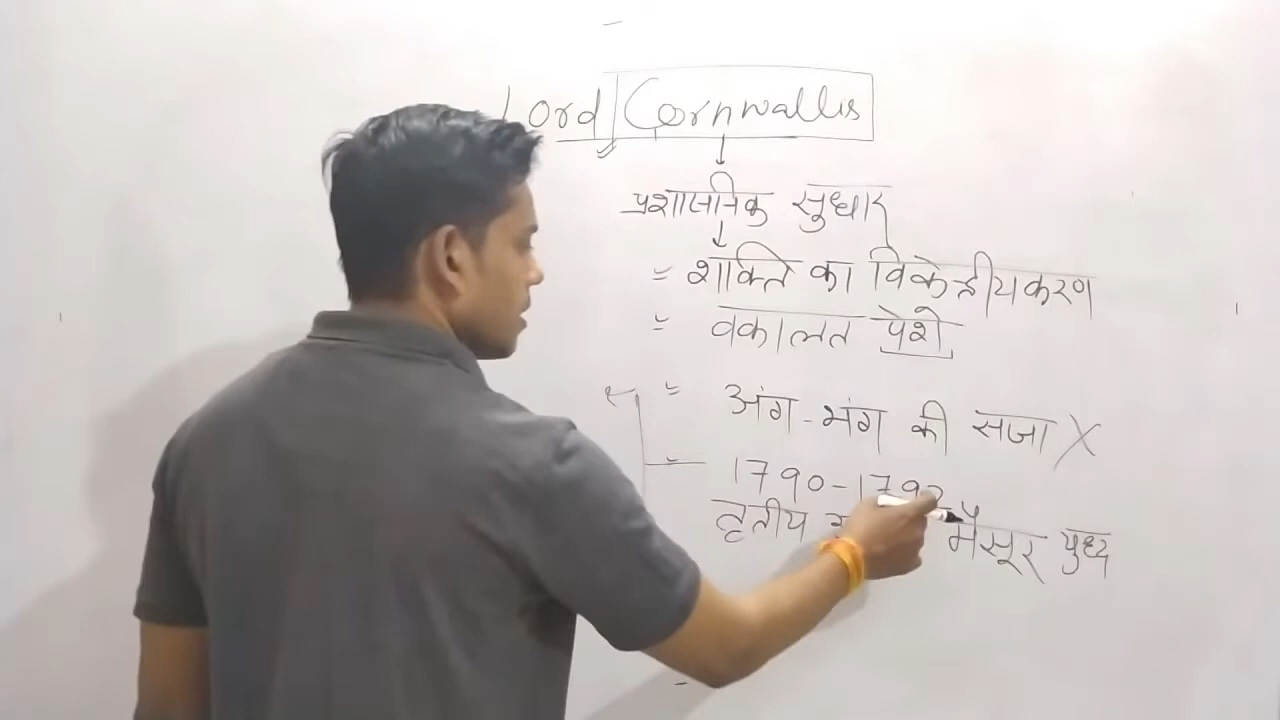 Lord Cornwallis
प्रशासनिक सुधार
= शक्ति का विकेन्द्रीयकरण
= वकालत पेशे
= अंग-भंग की सजा X
1790-1792
तृतीय मैसूर युध्द